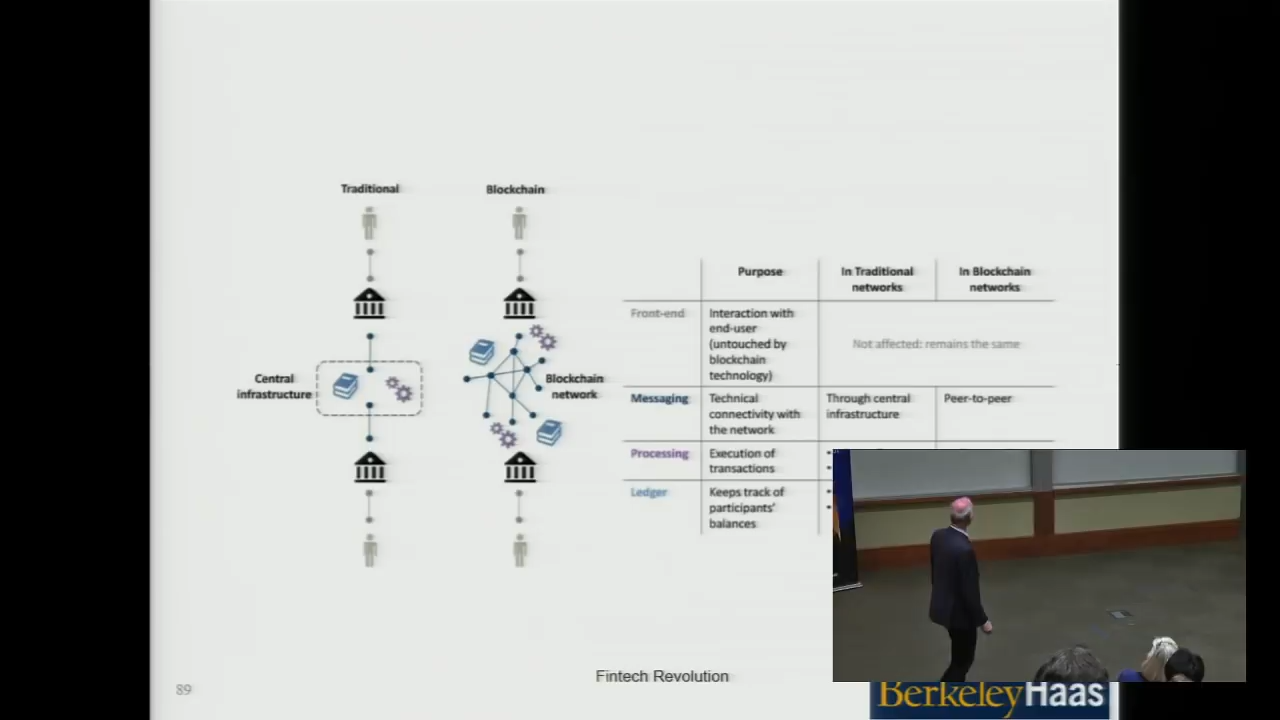 Traditional
Blockchain
Central
infrastructure
Blockchain
network
Purpose
In Traditional
networks
In Blockchain
networks
Front-end
Interaction with
end-user
(untouched by
blockchain
technology)
Not affected: remains the same
Messaging
Technical
connectivity with
the network
Through central
infrastructure
Peer-to-peer
Processing
Execution of
transactions
Ledger
Keeps track of
participants'
balances
Fintech Revolution
89
BerkeleyHaas